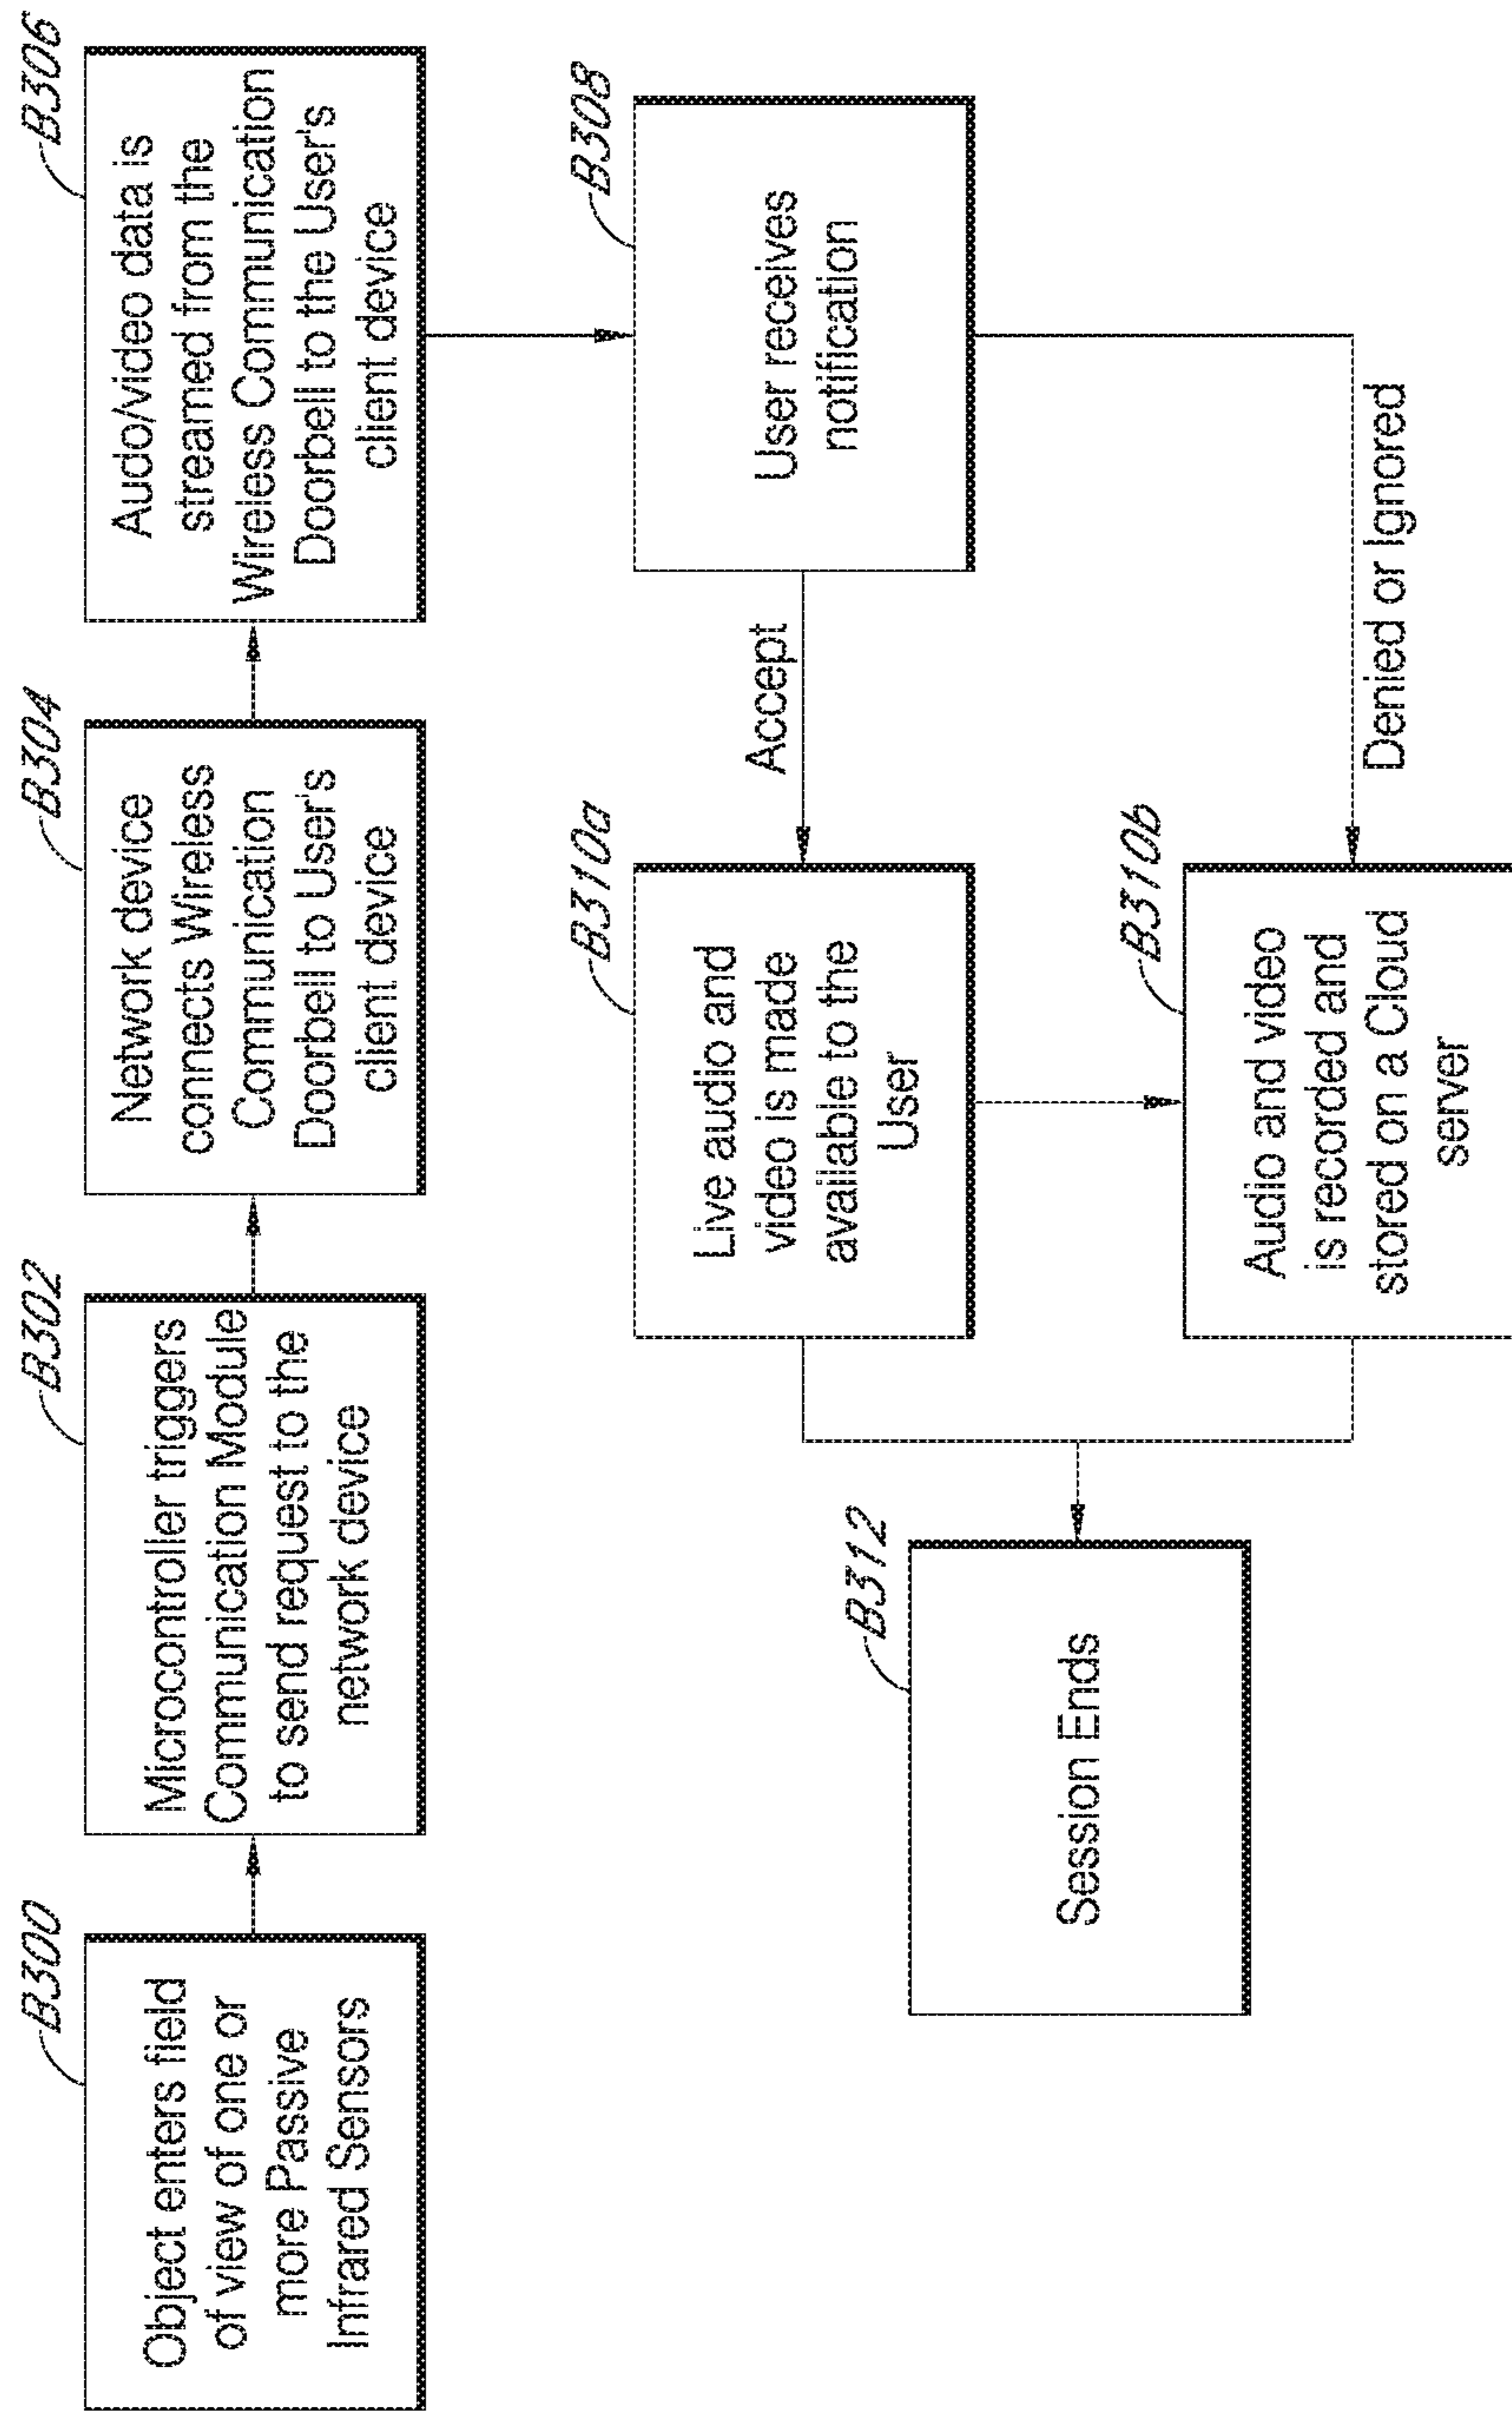 B300
Object enters field
of view of one or
more Passive
Infrared Sensors
B302
Microcontroller triggers
Communication Module
to send request to the
network device
B304
Network device
connects Wireless
Communication
Doorbell to User's
client device
B306
Audo/video data is
streamed from the
Wireless Communication
Doorbell to the User's
client device
B308
User receives
notification
Accept
B310a
Live audio and
video is made
available to the
User
Denied or Ignored
B310b
Audio and video
is recorded and
stored on a Cloud
server
B312
Session Ends